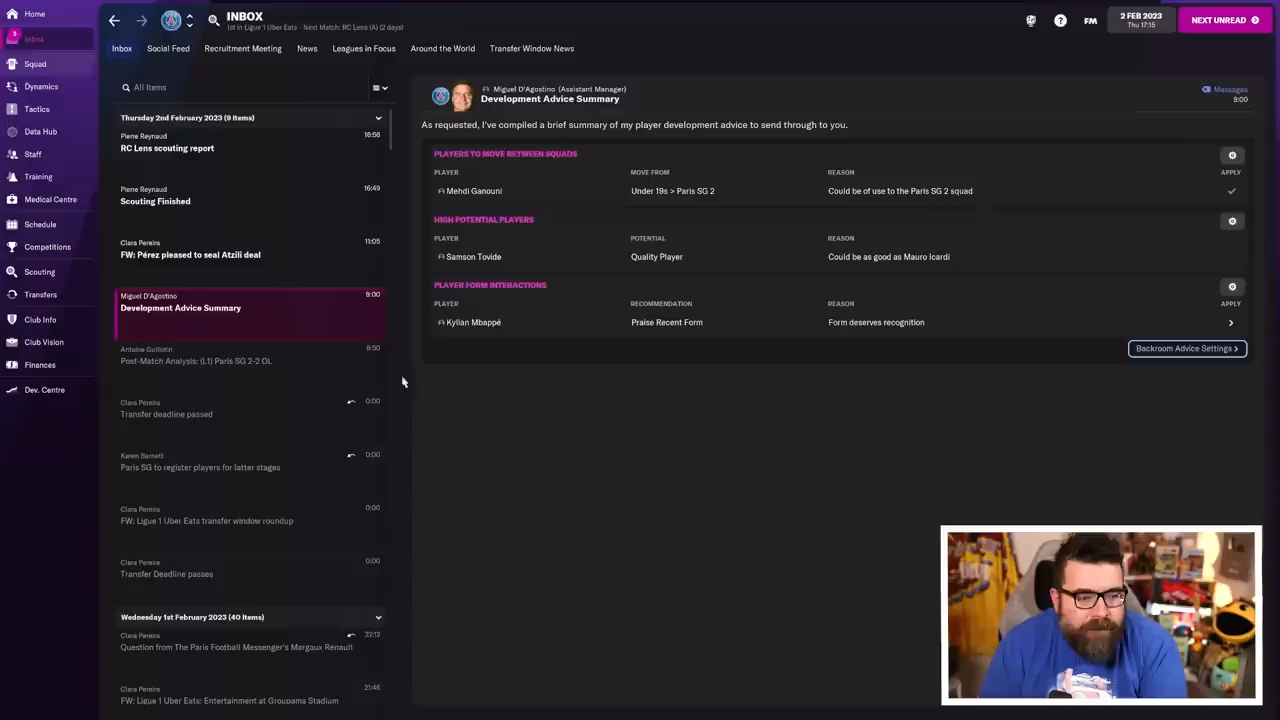 Home
INBOX
1st in Ligue 1 Uber Eats · Next Match: RC Lens (A) (2 days)
FM
2 FEB 2023
Thu 17:15
NEXT UNREAD
3
Inbox
Squad
Dynamics
Tactics
Data Hub
Staff
Training
Medical Centre
Schedule
Competitions
Scouting
Transfers
Club Info
Club Vision
Finances
Dev. Centre
Inbox
Social Feed
Recruitment Meeting
News
Leagues in Focus
Around the World
Transfer Window News
All Items
Thursday 2nd February 2023 (9 items)
Pierre Reynaud 16:56
RC Lens scouting report
Pierre Reynaud 16:49
Scouting Finished
Clara Pereira 11:05
FW: Pérez pleased to seal Atzili deal
Miguel D'Agostino 9:00
Development Advice Summary
Antoine Guillotin 8:50
Post-Match Analysis: (L1) Paris SG 2-2 OL
Clara Pereira 0:00
Transfer deadline passed
Karen Barnett 0:00
Paris SG to register players for latter stages
Clara Pereira 0:00
FW: Ligue 1 Uber Eats transfer window roundup
Clara Pereira 0:00
Transfer Deadline passes
Wednesday 1st February 2023 (40 items)
Clara Pereira 22:12
Question from The Paris Football Messenger's Margaux Renault
Clara Pereira 21:46
FW: Ligue 1 Uber Eats: Entertainment at Groupama Stadium
Miguel D'Agostino (Assistant Manager)
Development Advice Summary
Messages
9:00
As requested, I've compiled a brief summary of my player development advice to send through to you.
PLAYERS TO MOVE BETWEEN SQUADS
PLAYER MOVE FROM REASON APPLY
Mehdi Ganouni Under 19s > Paris SG 2 Could be of use to the Paris SG 2 squad
HIGH POTENTIAL PLAYERS
PLAYER POTENTIAL REASON
Samson Tovide Quality Player Could be as good as Mauro Icardi
PLAYER FORM INTERACTIONS
PLAYER RECOMMENDATION REASON APPLY
Kylian Mbappé Praise Recent Form Form deserves recognition
Backroom Advice Settings >